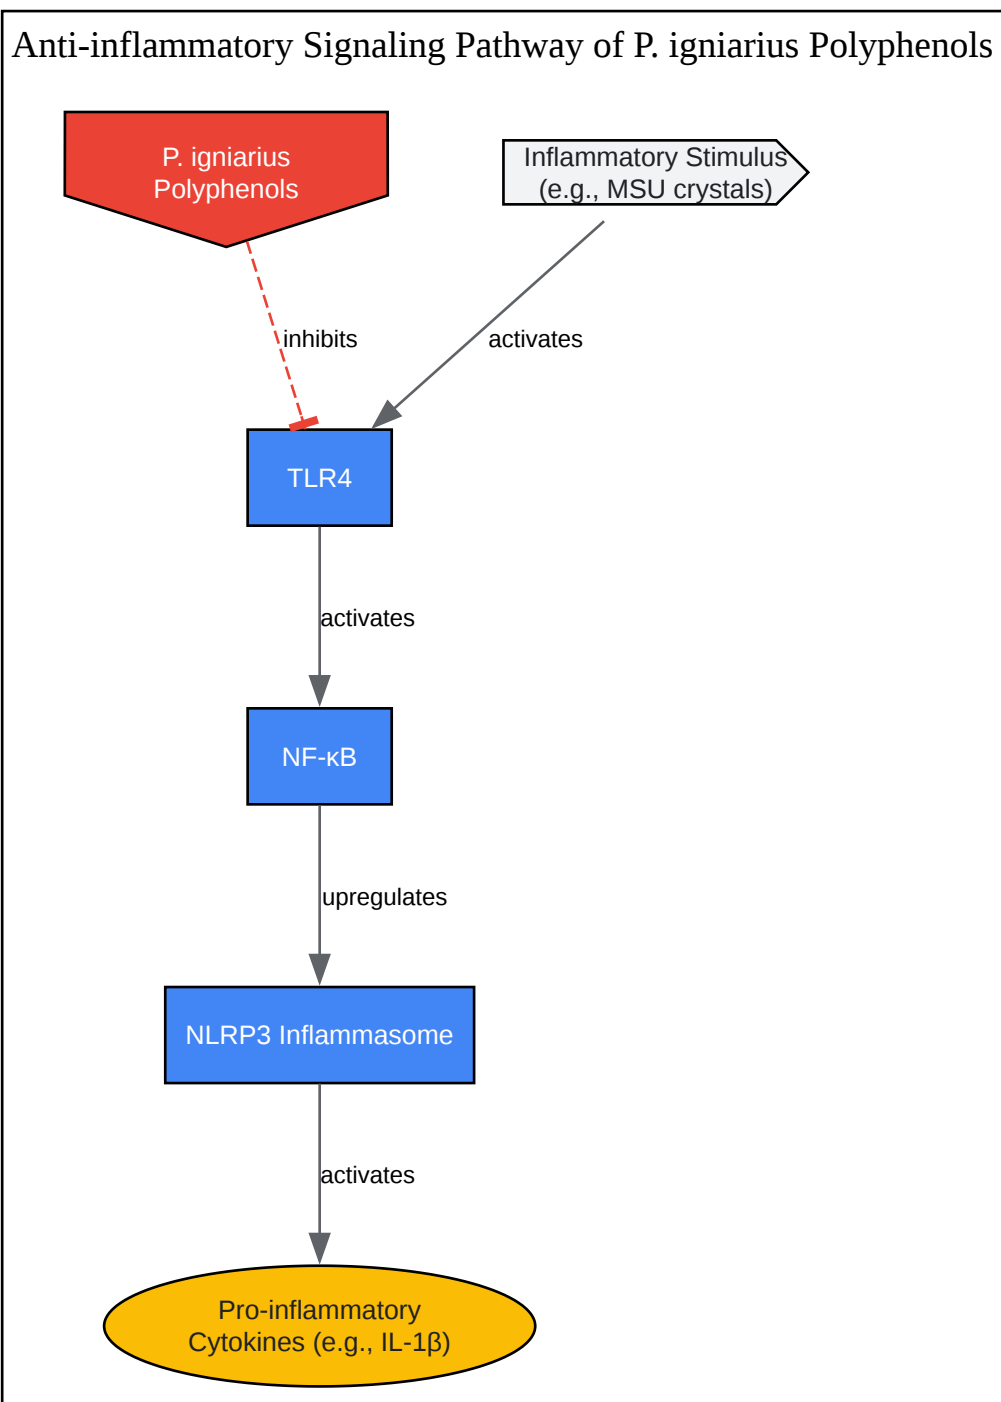 Anti-inflammatory Signaling Pathway of P. igniarius Polyphenols
P. igniarius
Polyphenols
Inflammatory Stimulus
(e.g., MSU crystals)
inhibits
activates
TLR4
activates
NF-κB
upregulates
NLRP3 Inflammasome
activates
Pro-inflammatory
Cytokines (e.g., IL-1β)